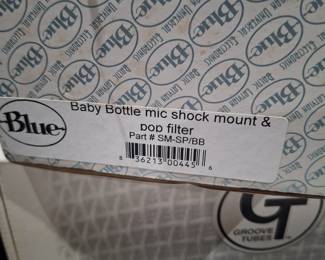 Blue
Baby Bottle mic shock mount &
pop filter
Part # SM-SP/BB
8 36213 00445 6
Blue
GT
GROOVE
TUBES